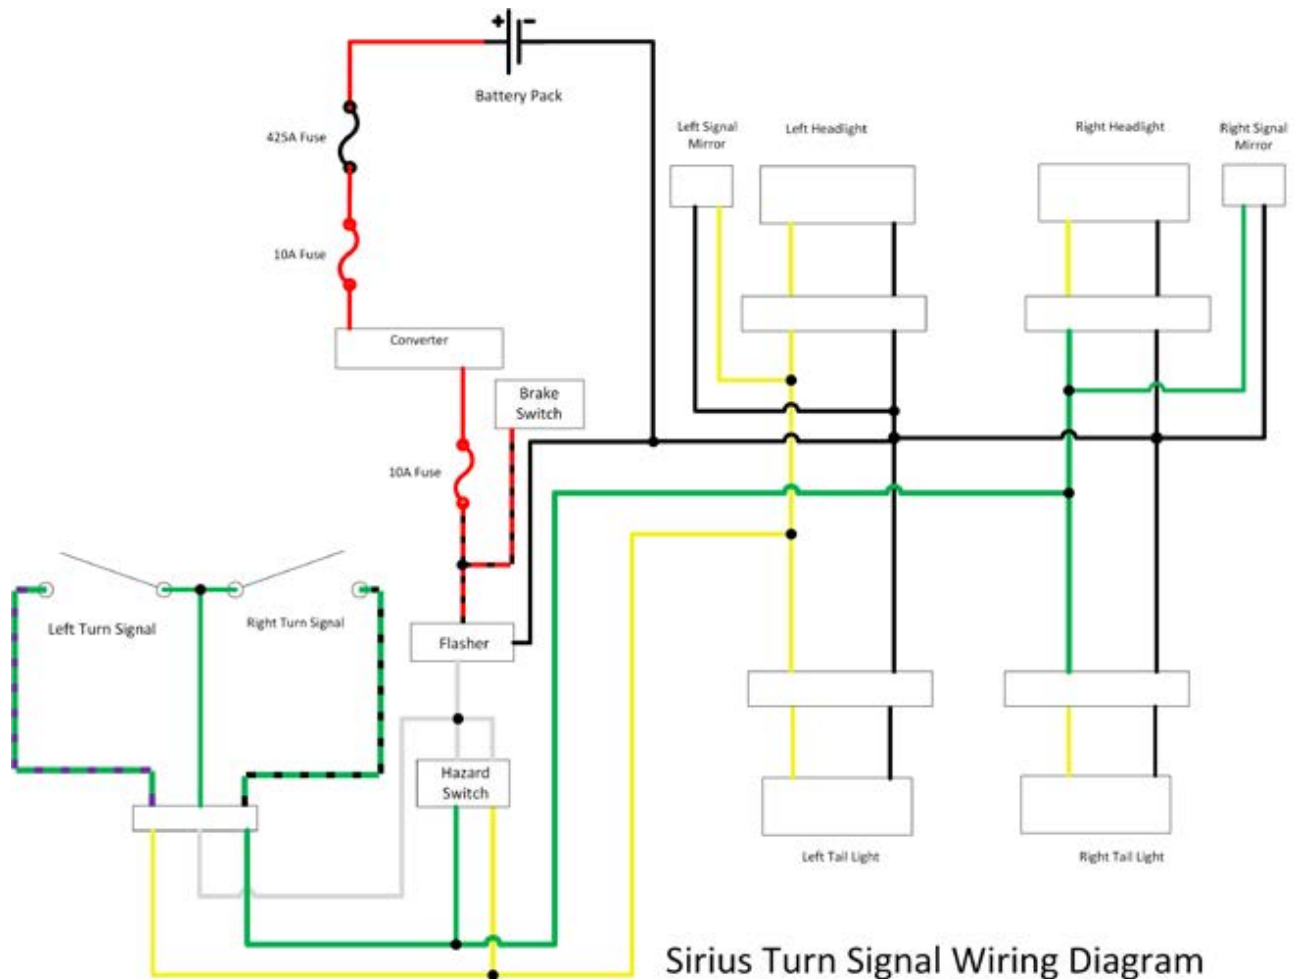 + -
Battery Pack
425A Fuse
10A Fuse
Converter
Brake
Switch
10A Fuse
Left Signal
Mirror
Left Headlight
Right Headlight
Right Signal
Mirror
Left Turn Signal
Right Turn Signal
Flasher
Hazard
Switch
Left Tail Light
Right Tail Light
Sirius Turn Signal Wiring Diagram